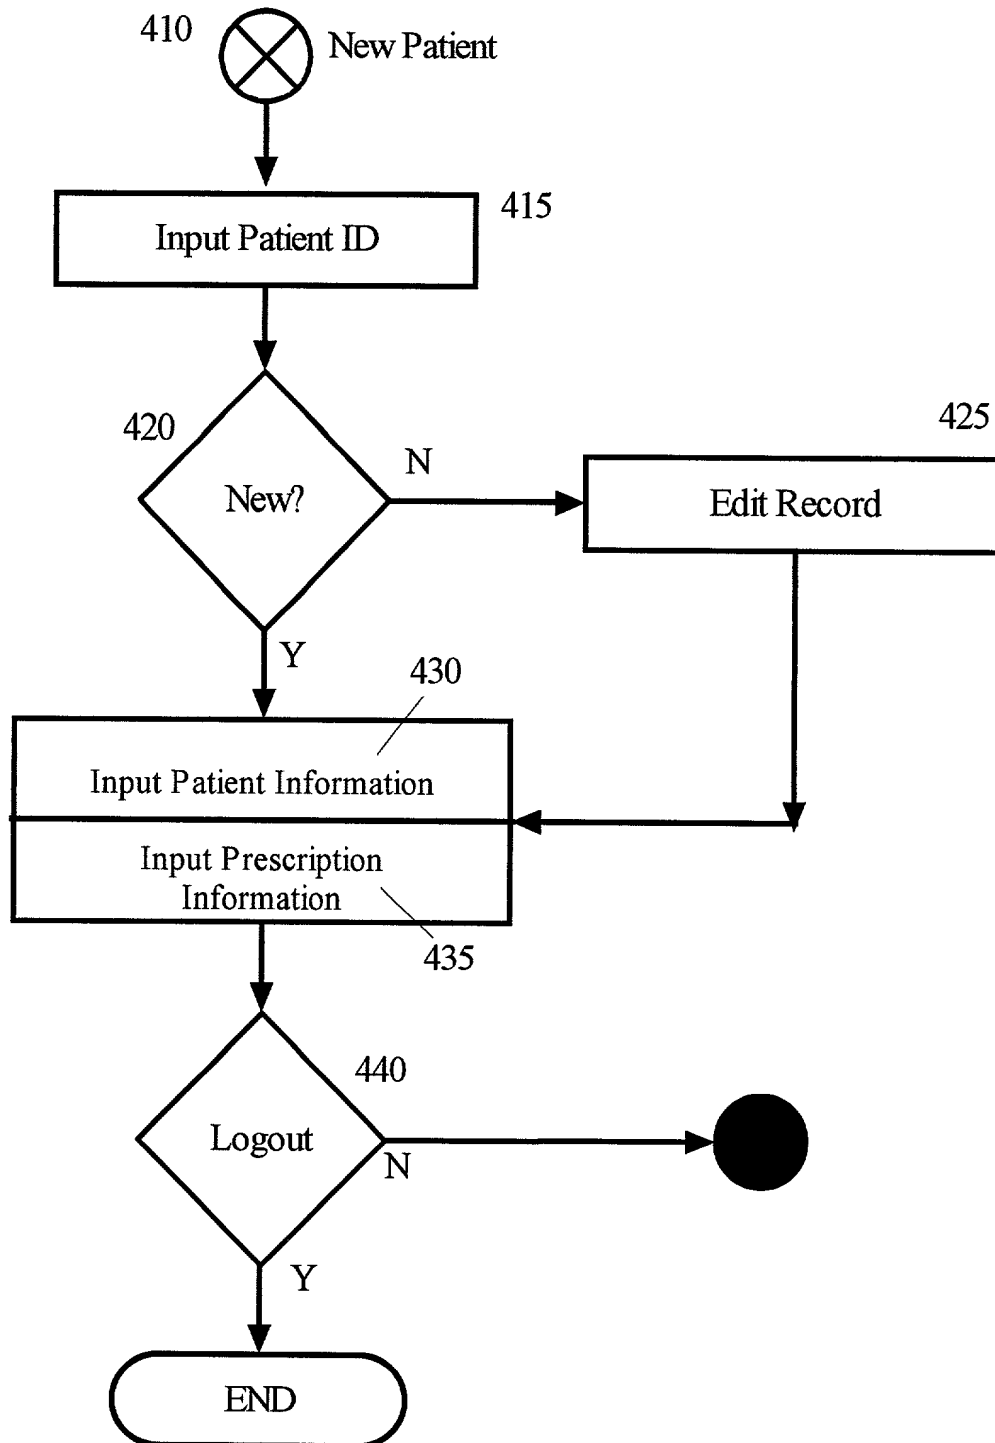 410
New Patient
415
Input Patient ID
420
N
425
New?
Edit Record
Y
430
Input Patient Information
Input Prescription
Information
435
440
Logout
N
Y
END